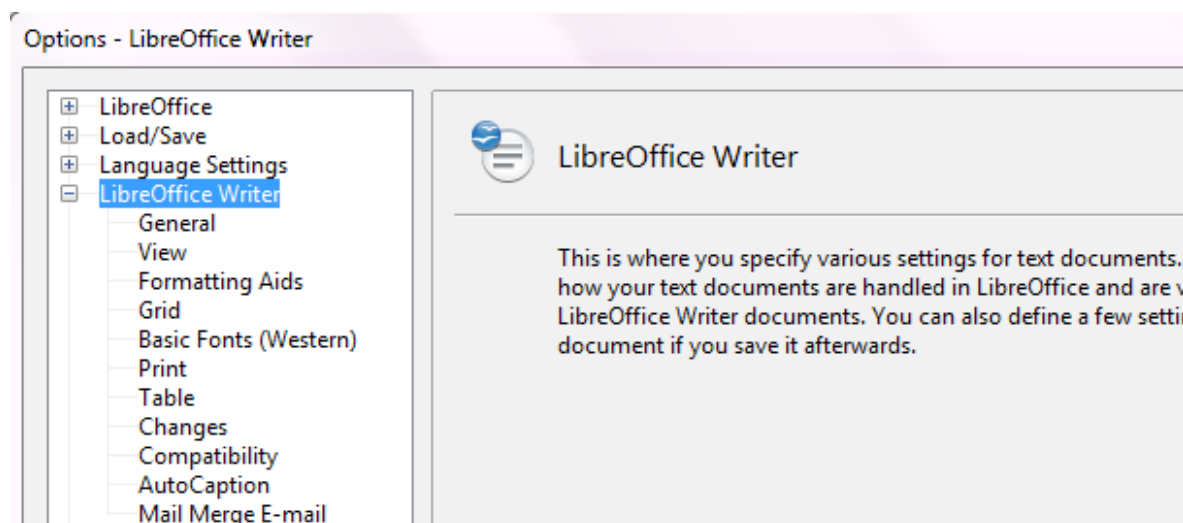 Options - LibreOffice Writer
LibreOffice
Load/Save
Language Settings
LibreOffice Writer
General
View
Formatting Aids
Grid
Basic Fonts (Western)
Print
Table
Changes
Compatibility
AutoCaption
Mail Merge E-mail
LibreOffice Writer
This is where you specify various settings for text documents.
how your text documents are handled in LibreOffice and are
LibreOffice Writer documents. You can also define a few
document if you save it afterwards.